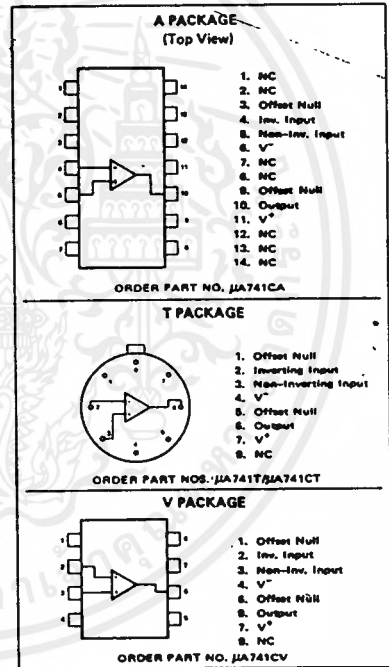 A PACKAGE
(Top View)
1. NC
2. NC
3. Offset Null
4. Inv. Input
5. Non-Inv. Input
6. V-
7. NC
8. NC
9. Offset Null
10. Output
11. V+
12. NC
13. NC
14. NC
ORDER PART NO. µA741CA
T PACKAGE
1. Offset Null
2. Inverting Input
3. Non-Inverting Input
4. V-
5. Offset Null
6. Output
7. V+
8. NC
ORDER PART NOS. µA741T/µA741CT
V PACKAGE
1. Offset Null
2. Inv. Input
3. Non-Inv. Input
4. V-
Offset Null
Output
7. V+
NC
ORDER PART NO. µA741CV